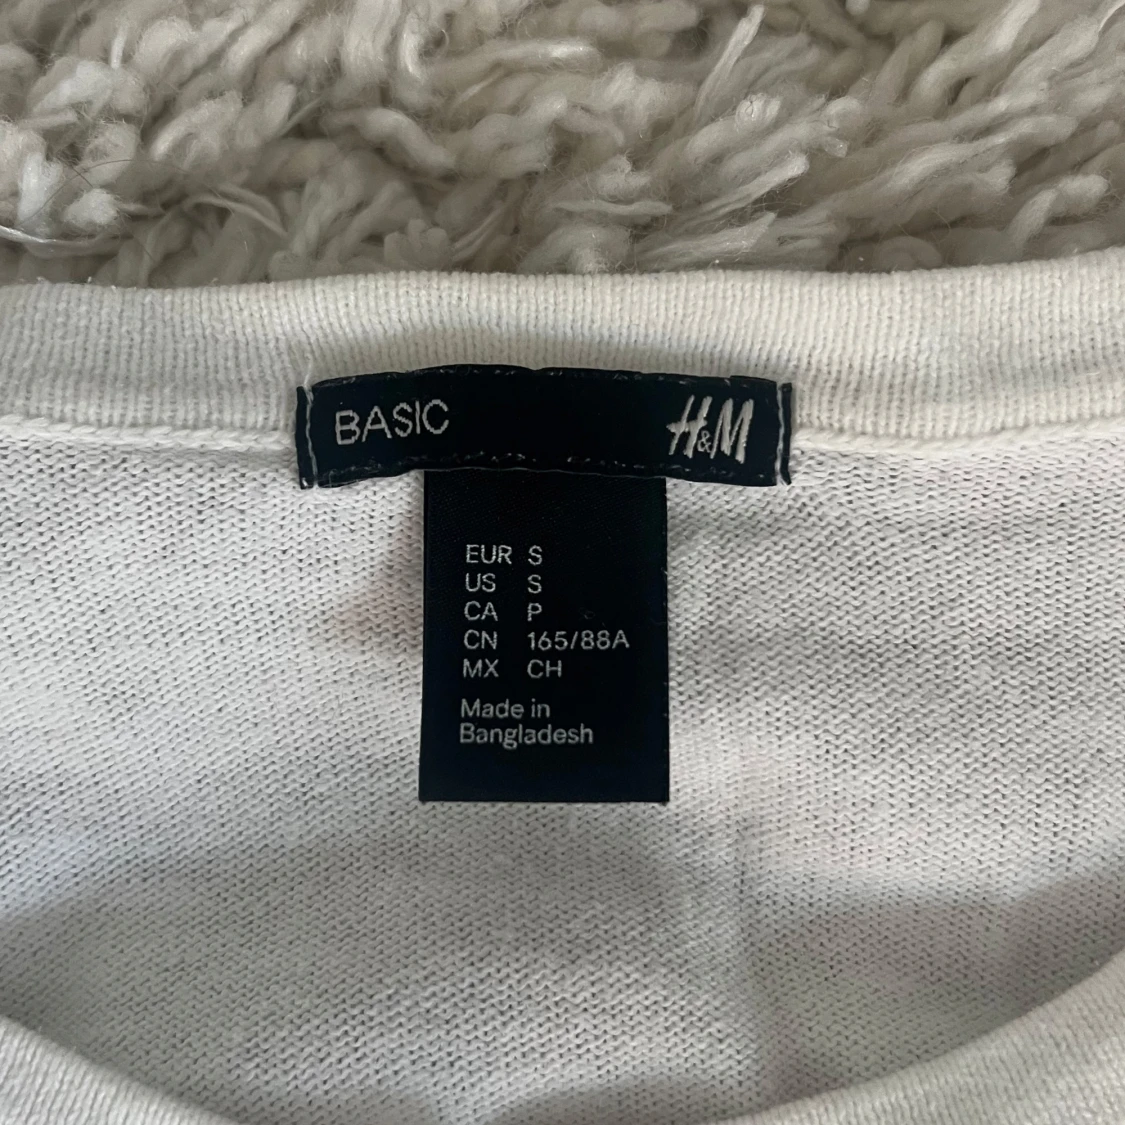 BASIC H&M
EUR S
US S
CA P
CN 165/88A
MX CH
Made in
Bangladesh